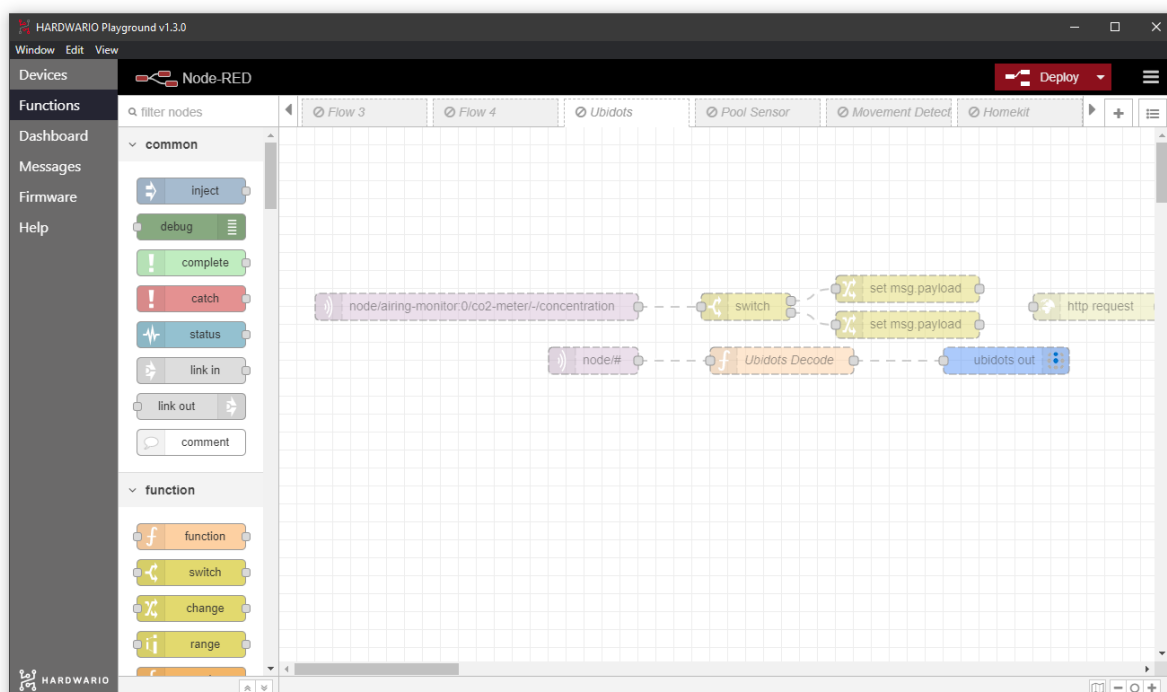 HARDWARIO Playground v1.3.0
Window Edit View
Devices
Functions
Dashboard
Messages
Firmware
Help
HARDWARIO
Node-RED
Deploy
filter nodes
common
inject
debug
complete
catch
status
link in
link out
comment
function
function
switch
change
range
Flow 3
Flow 4
Ubidots
Pool Sensor
Movement Detect
Homekit
node/airing-monitor:0/co2-meter/-/concentration
switch
set msg.payload
set msg.payload
http request
node/#
Ubidots Decode
ubidots out